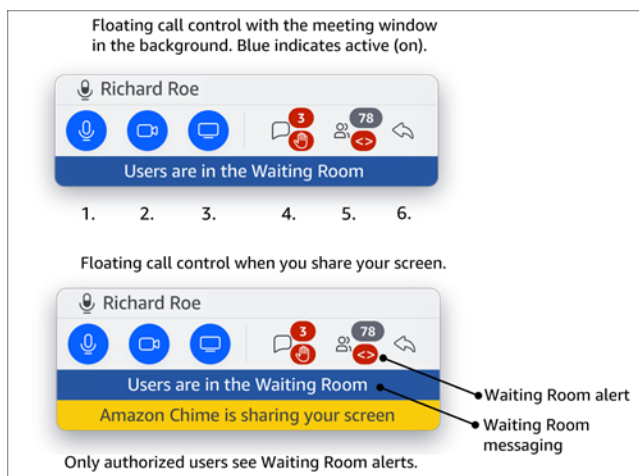 Floating call control with the meeting window
in the background. Blue indicates active (on).
Richard Roe
3 78
<>
Users are in the Waiting Room
1. 2. 3. 4. 5. 6.
Floating call control when you share your screen.
Richard Roe
3 78
<>
Users are in the Waiting Room
Amazon Chime is sharing your screen
Waiting Room alert
Waiting Room
messaging
Only authorized users see Waiting Room alerts.